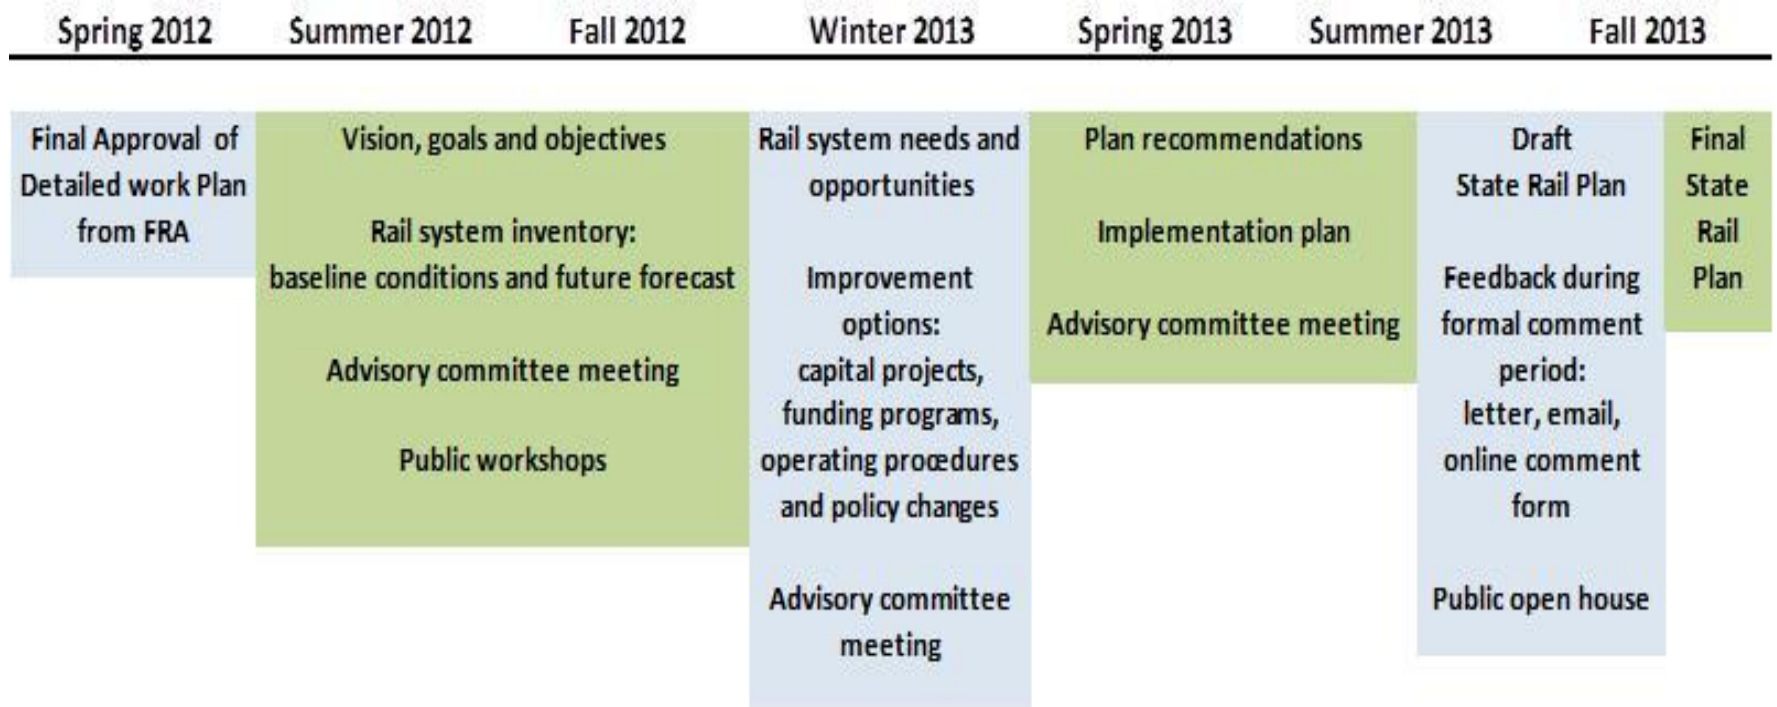 Spring 2012 Summer 2012 Fall 2012 Winter 2013 Spring 2013 Summer 2013 Fall 2013
Final Approval of
Detailed work Plan
from FRA
Vision, goals and objectives
Rail system inventory:
baseline conditions and future forecast
Advisory committee meeting
Public workshops
Rail system needs and
opportunities
Improvement
options:
capital projects,
funding programs,
operating procedures
and policy changes
Advisory committee
meeting
Plan recommendations
Implementation plan
Advisory committee meeting
Draft
State Rail Plan
Feedback during
formal comment
period:
letter, email,
online comment
form
Public open house
Final
State
Rail
Plan